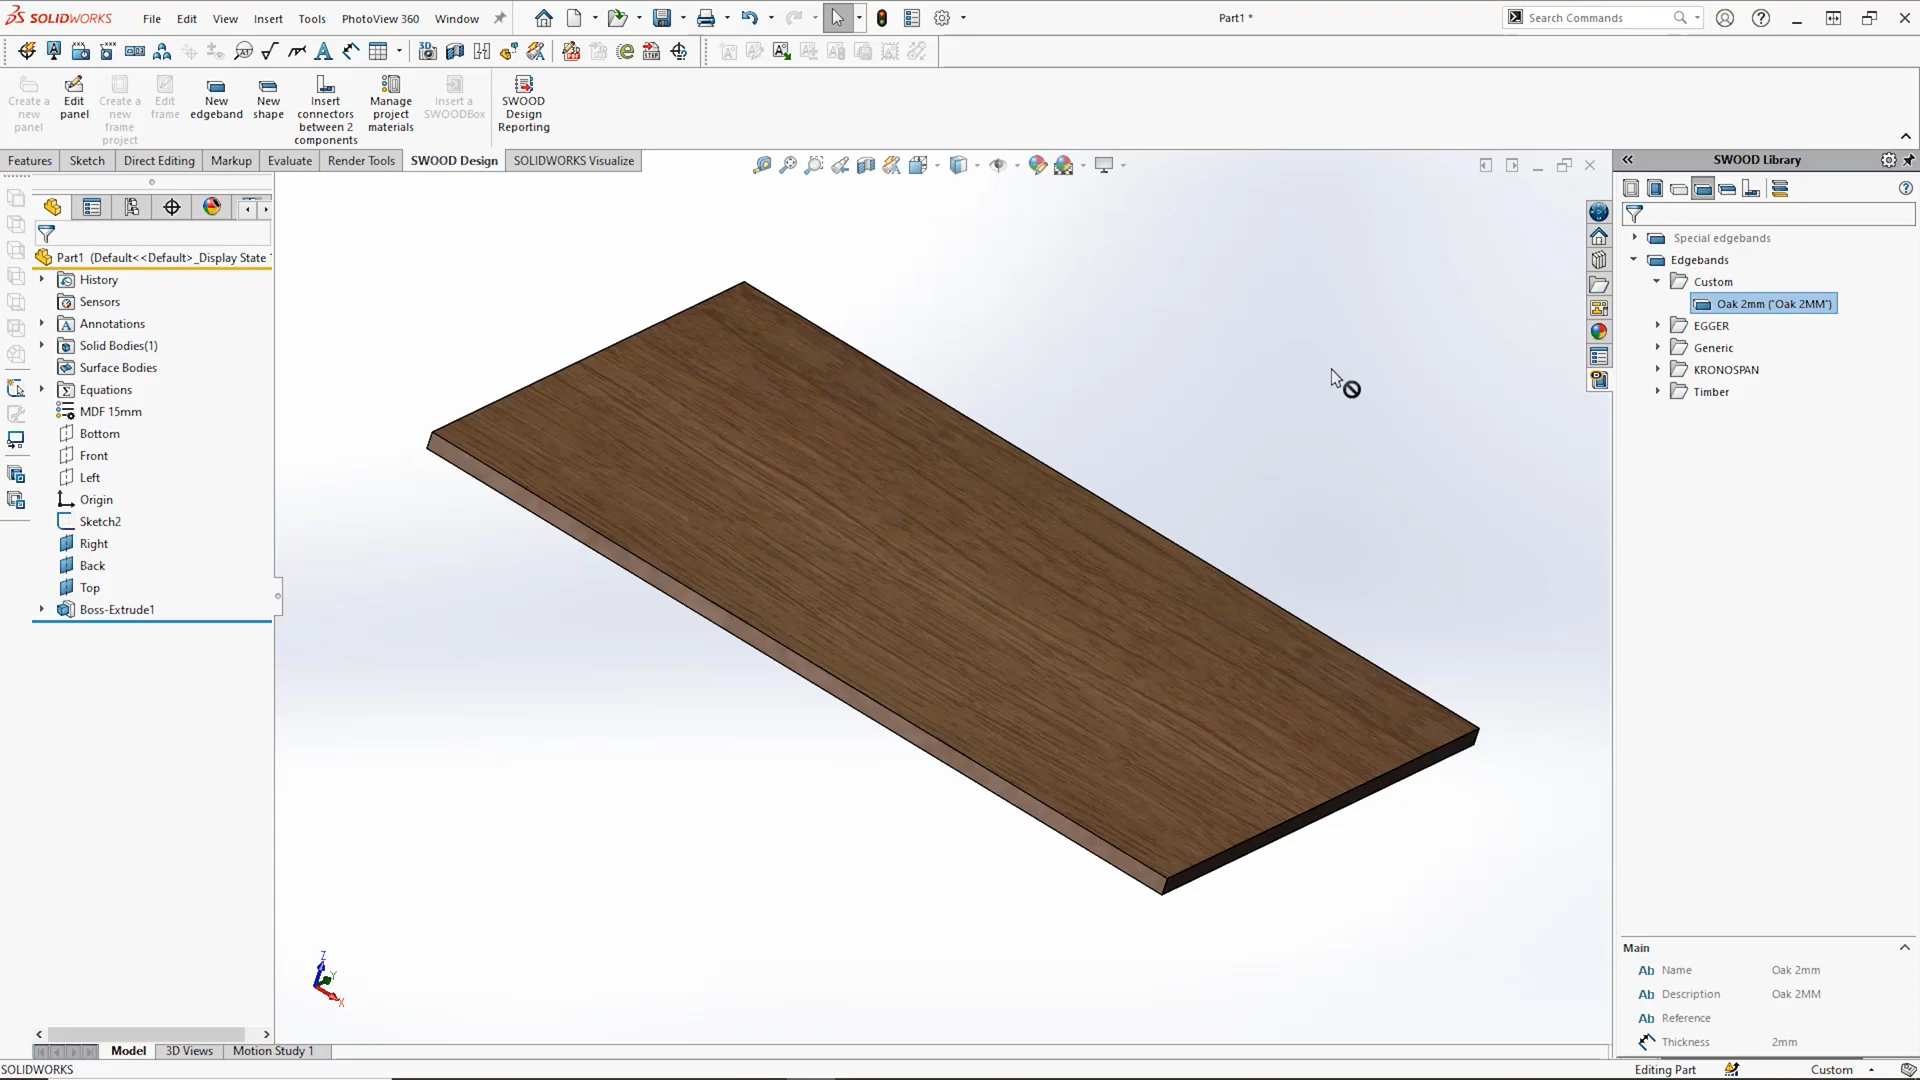 SOLIDWORKS File Edit View Insert Tools PhotoView 360 Window Part1 * Search Commands
Create a new panel
Edit panel
Create a new frame project
Edit frame
New edgeband
New shape
Insert connectors between 2 components
Manage project materials
Insert a SWOODBox
SWOOD Design Reporting
Features Sketch Direct Editing Markup Evaluate Render Tools SWOOD Design SOLIDWORKS Visualize
Part1 (Default<<Default>_Display State
History
Sensors
Annotations
Solid Bodies(1)
Surface Bodies
Equations
MDF 15mm
Bottom
Front
Left
Origin
Sketch2
Right
Back
Top
Boss-Extrude1
Z
Y
X
Model 3D Views Motion Study 1
SWOOD Library
Special edgebands
Edgebands
Custom
Oak 2mm ("Oak 2MM")
EGGER
Generic
KRONOSPAN
Timber
Main
Ab Name Oak 2mm
Ab Description Oak 2MM
Ab Reference
Thickness 2mm
SOLIDWORKS Editing Part Custom